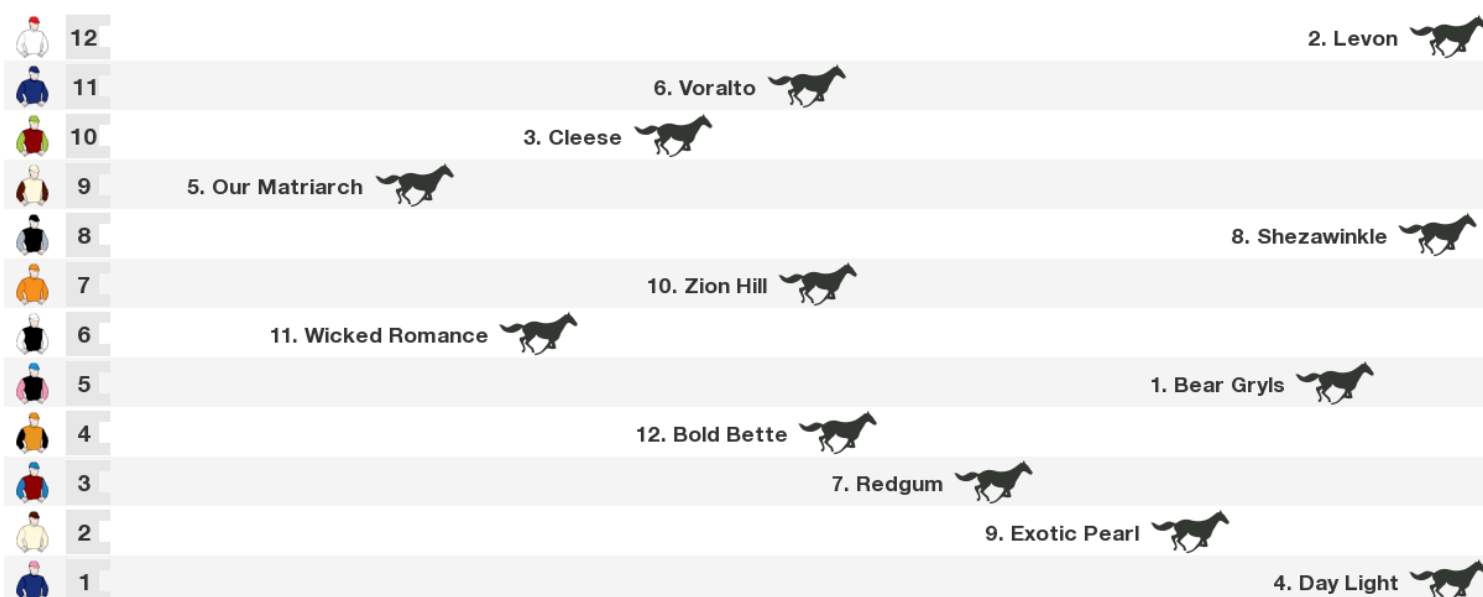 12 2. Levon
11 6. Voralto
10 3. Cleese
9 5. Our Matriarch
8 8. Shezawinkle
7 10. Zion Hill
6 11. Wicked Romance
5 1. Bear Gryls
4 12. Bold Bette
3 7. Redgum
2 9. Exotic Pearl
1 4. Day Light